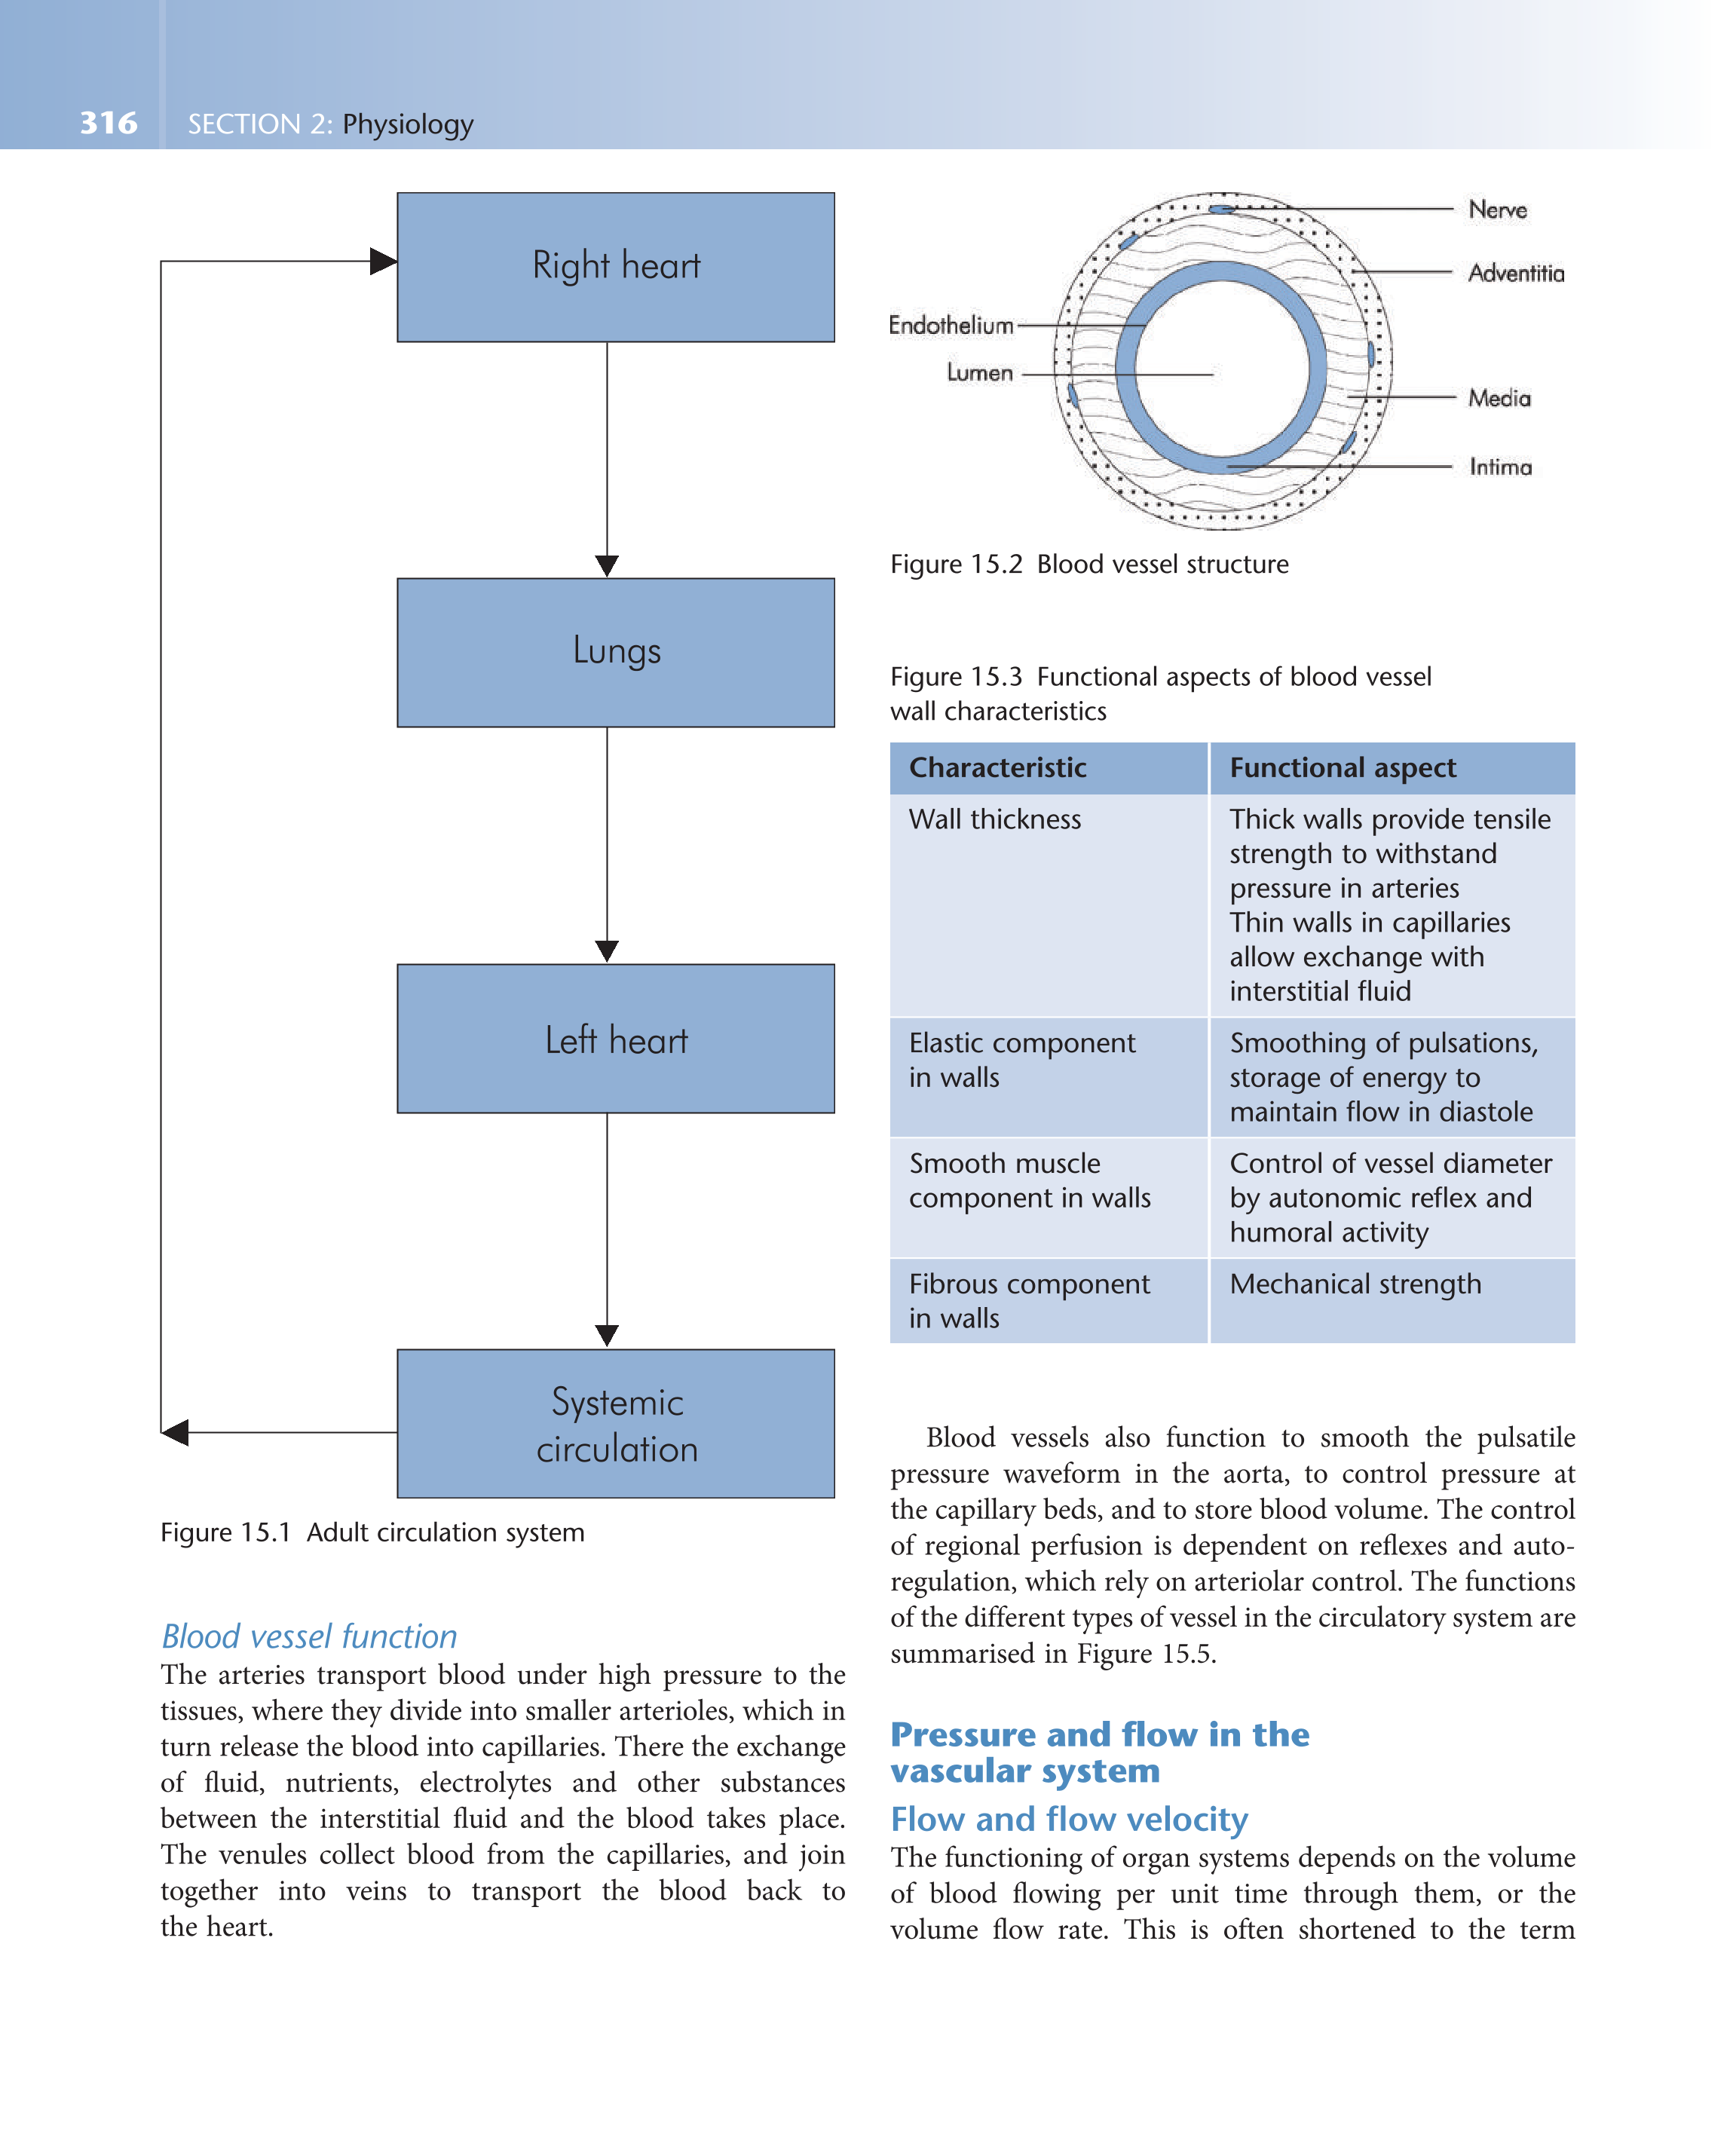 316 SECTION 2: Physiology
Right heart
Lungs
Left heart
Systemic
circulation
Figure 15.1 Adult circulation system
Blood vessel function
The arteries transport blood under high pressure to the
tissues, where they divide into smaller arterioles, which in
turn release the blood into capillaries. There the exchange
of fluid, nutrients, electrolytes and other substances
between the interstitial fluid and the blood takes place.
The venules collect blood from the capillaries, and join
together into veins to transport the blood back to
the heart.
Nerve
Adventitia
Endothelium
Lumen
Media
Intima
Figure 15.2 Blood vessel structure
Figure 15.3 Functional aspects of blood vessel
wall characteristics
Characteristic
Functional aspect
Wall thickness
Thick walls provide tensile
strength to withstand
pressure in arteries
Thin walls in capillaries
allow exchange with
interstitial fluid
Elastic component
in walls
Smoothing of pulsations,
storage of energy to
maintain flow in diastole
Smooth muscle
component in walls
Control of vessel diameter
by autonomic reflex and
humoral activity
Fibrous component
in walls
Mechanical strength
Blood vessels also function to smooth the pulsatile
pressure waveform in the aorta, to control pressure at
the capillary beds, and to store blood volume. The control
of regional perfusion is dependent on reflexes and auto-
regulation, which rely on arteriolar control. The functions
of the different types of vessel in the circulatory system are
summarised in Figure 15.5.
Pressure and flow in the
vascular system
Flow and flow velocity
The functioning of organ systems depends on the volume
of blood flowing per unit time through them, or the
volume flow rate. This is often shortened to the term